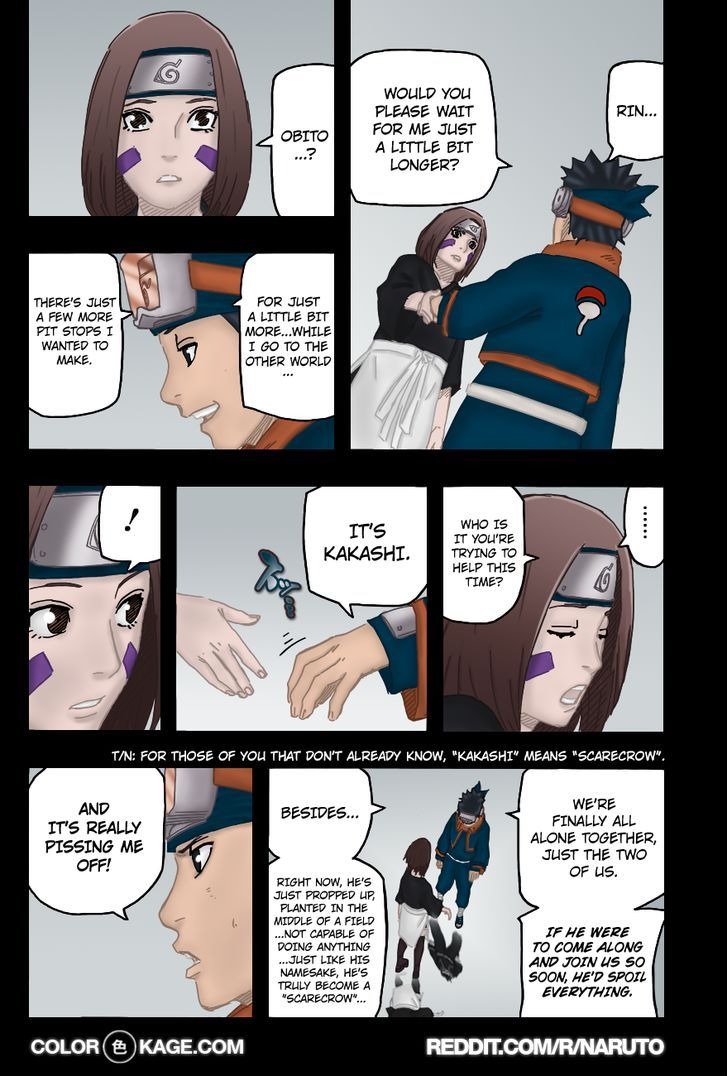 RIN...
WOULD YOU
PLEASE WAIT
FOR ME JUST
A LITTLE BIT
LONGER?
OBITO
...?
FOR JUST
A LITTLE BIT
MORE...WHILE
I GO TO THE
OTHER WORLD
...
THERE'S JUST
A FEW MORE
PIT STOPS I
WANTED TO
MAKE.
......
WHO IS
IT YOU'RE
TRYING TO
HELP THIS
TIME?
IT'S
KAKASHI.
!
T/N: FOR THOSE OF YOU THAT DON'T ALREADY KNOW, "KAKASHI" MEANS "SCARECROW".
WE'RE
FINALLY ALL
ALONE TOGETHER,
JUST THE TWO
OF US.
IF HE WERE
TO COME ALONG
AND JOIN US SO
SOON, HE'D SPOIL
EVERYTHING.
BESIDES...
RIGHT NOW, HE'S
JUST PROPPED UP,
PLANTED IN THE
MIDDLE OF A FIELD
...NOT CAPABLE OF
DOING ANYTHING
...JUST LIKE HIS
NAMESAKE, HE'S
TRULY BECOME A
"SCARECROW"...
AND
IT'S REALLY
PISSING ME
OFF!
COLOR 色 KAGE.COM
REDDIT.COM/R/NARUTO